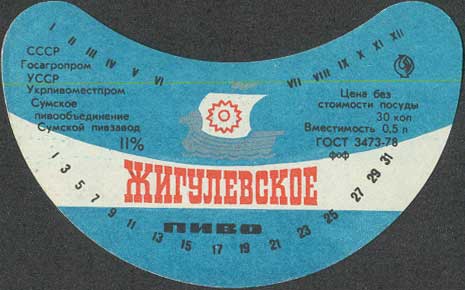 I II III IV V VI VII VIII IX X XI XII
СССР
Госагропром
УССР
Укрпивоместпром
Сумское
пивообъединение
Сумской пивзавод
11%
Цена без
стоимости посуды
30 коп
Вместимость 0,5 л
ГОСТ 3473-78
фоф
ЖИГУЛЕВСКОЕ
ПИВО
1 3 5 7 9 11 13 15 17 19 21 23 25 27 29 31